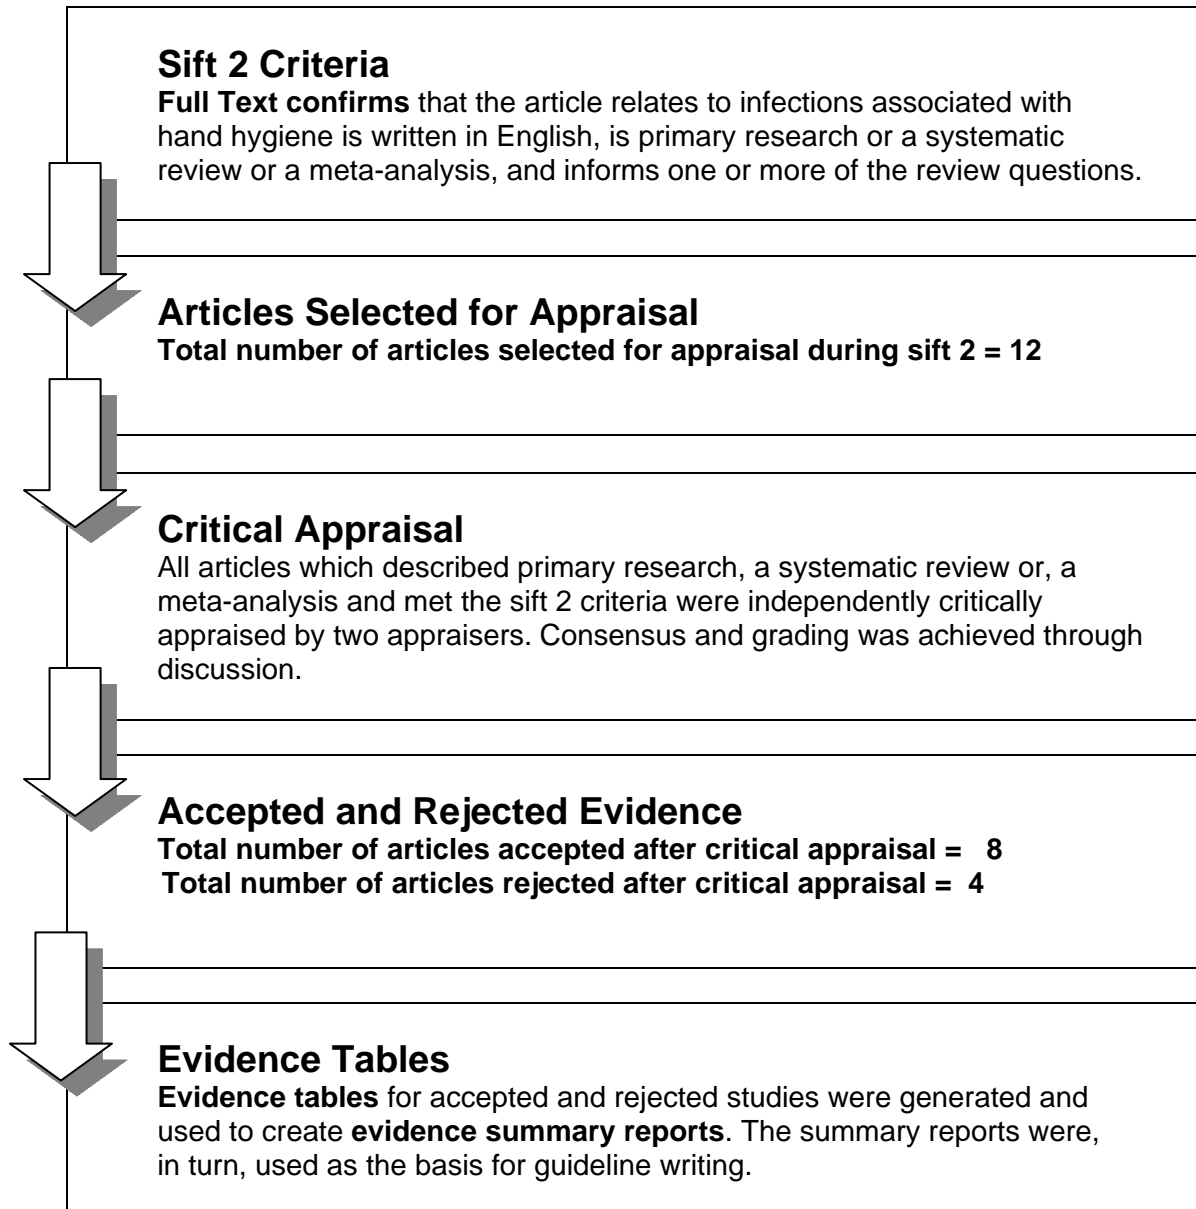 Sift 2 Criteria
Full Text confirms that the article relates to infections associated with
hand hygiene is written in English, is primary research or a systematic
review or a meta-analysis, and informs one or more of the review questions.
Articles Selected for Appraisal
Total number of articles selected for appraisal during sift 2 = 12
Critical Appraisal
All articles which described primary research, a systematic review or, a
meta-analysis and met the sift 2 criteria were independently critically
appraised by two appraisers. Consensus and grading was achieved through
discussion.
Accepted and Rejected Evidence
Total number of articles accepted after critical appraisal = 8
Total number of articles rejected after critical appraisal = 4
Evidence Tables
Evidence tables for accepted and rejected studies were generated and
used to create evidence summary reports. The summary reports were,
in turn, used as the basis for guideline writing.